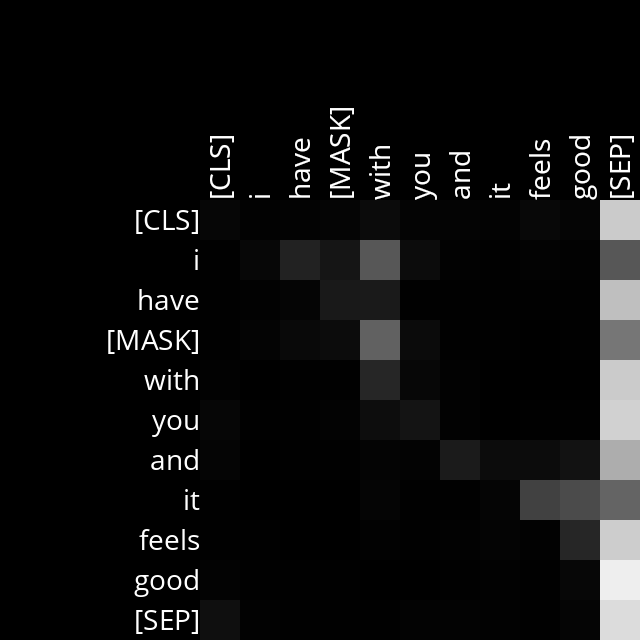 [CLS] i have [MASK] with you and it feels good [SEP]
[CLS]
i
have
[MASK]
with
you
and
it
feels
good
[SEP]